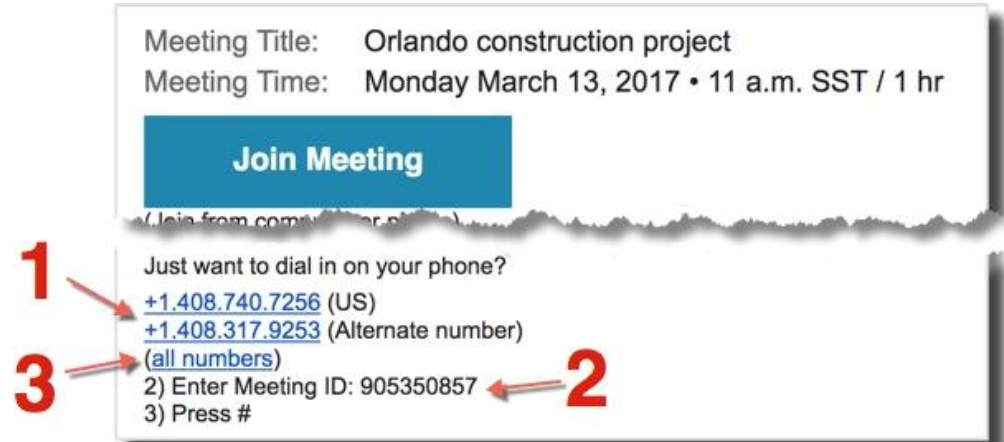 Meeting Title: Orlando construction project
Meeting Time: Monday March 13, 2017 • 11 a.m. SST / 1 hr
Join Meeting
(Join from
Just want to dial in on your phone?
1
+1.408.740.7256 (US)
+1.408.317.9253 (Alternate number)
3
(all numbers)
2) Enter Meeting ID: 905350857
2
3) Press #